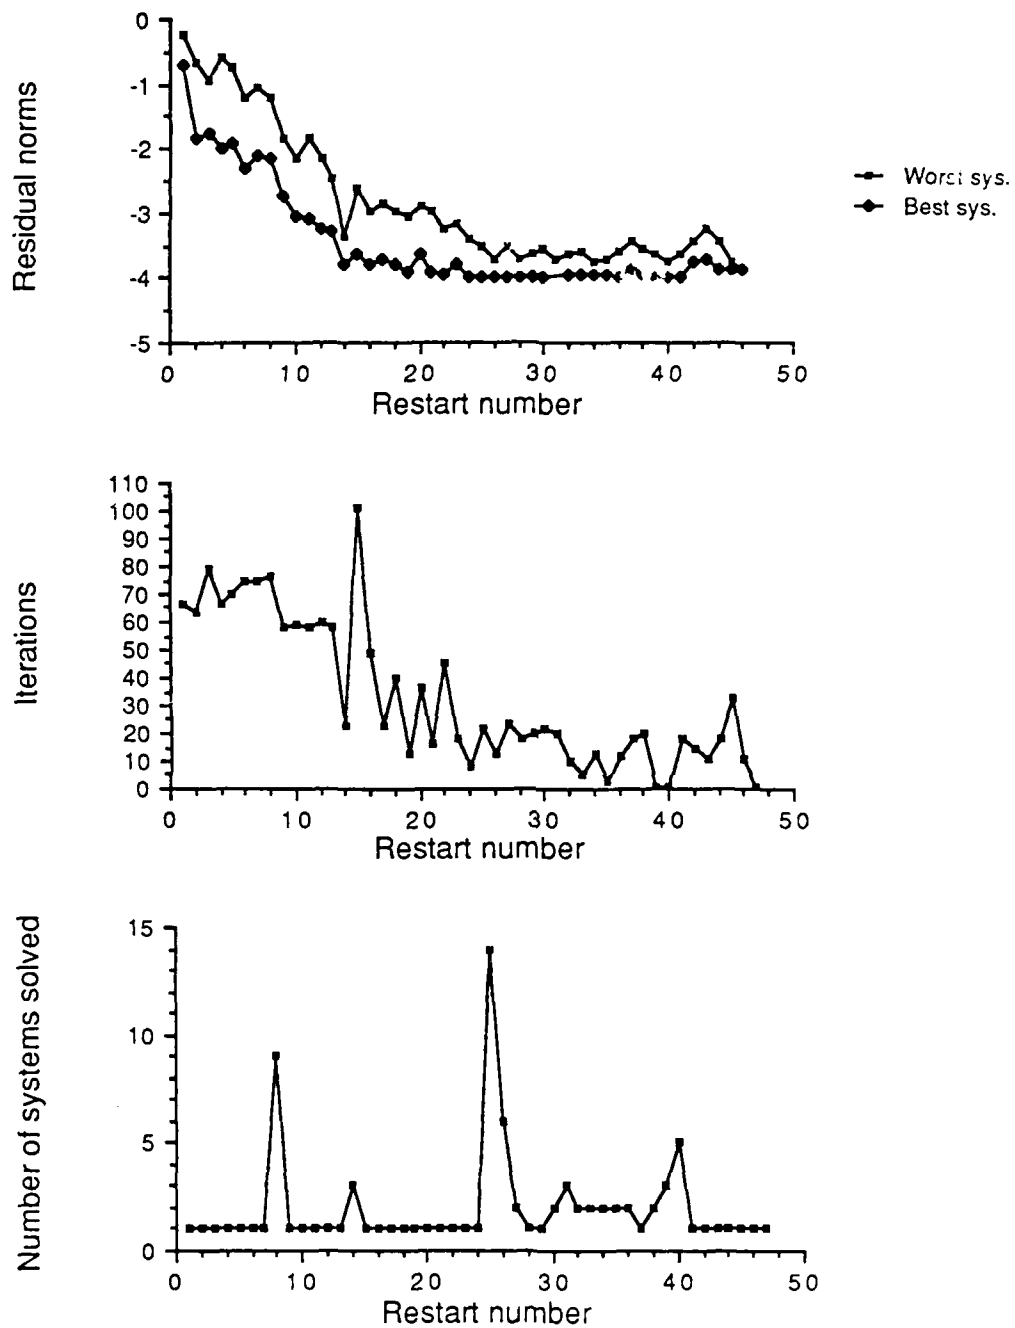 0
-1
-2
-3
-4
-5
Residual norms
0 10 20 30 40 50
Restart number
Worst sys.
Best sys.
110
100
90
80
70
60
50
40
30
20
10
0
Iterations
0 10 20 30 40 50
Restart number
15
10
5
0
Number of systems solved
0 10 20 30 40 50
Restart number